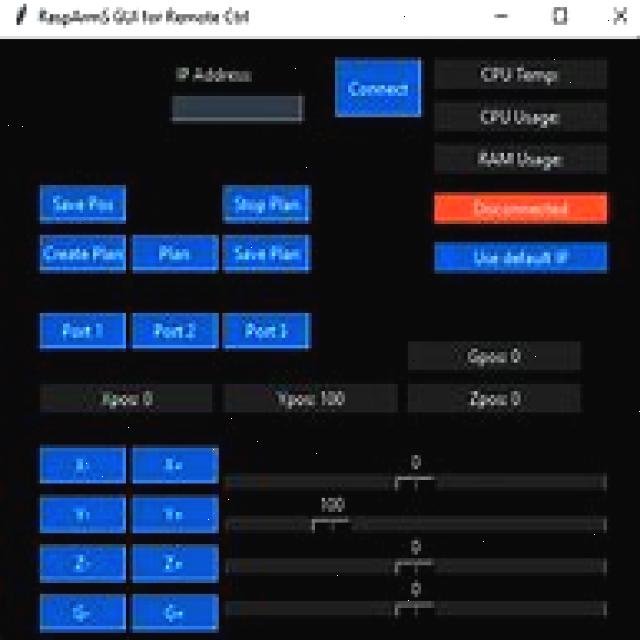 RaspArmS GUI for Remote Ctrl
IP Address
Connect
CPU Temp:
CPU Usage:
RAM Usage:
Save Pos
Stop Plan
Disconnected
Create Plan
Plan
Save Plan
Use default IP
Port 1
Port 2
Port 3
Gpos: 0
Xpos: 0
Ypos: 100
Zpos: 0
X-
X+
0
Y-
Y+
100
Z-
Z+
0
G-
G+
0